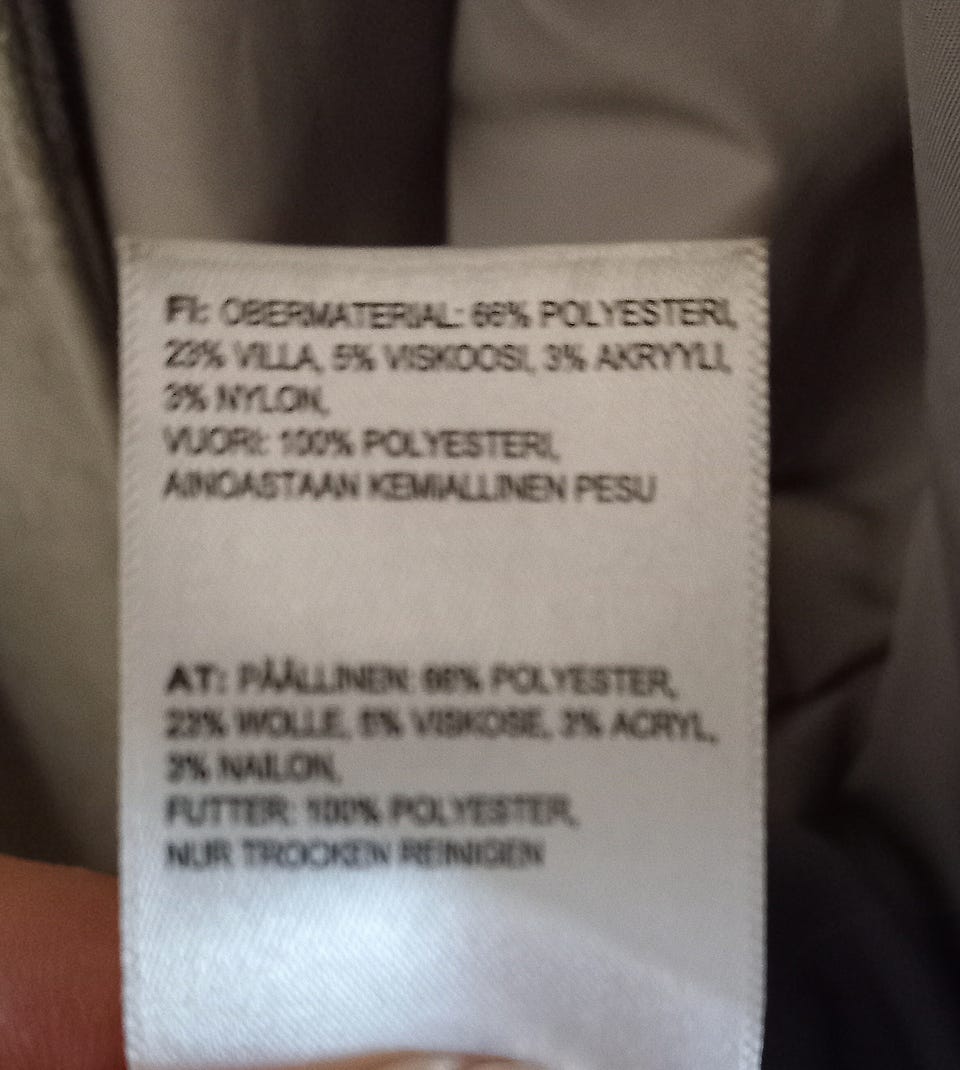 FI: OBERMATERIAL: 66% POLYESTERI,
23% VILLA, 5% VISKOOSI, 3% AKRYYLI,
3% NYLON,
VUORI: 100% POLYESTERI,
AINOASTAAN KEMIALLINEN PESU
AT: PÄÄLLINEN: 66% POLYESTER,
23% WOLLE, 5% VISKOSE, 3% ACRYL,
3% NAILON,
FUTTER: 100% POLYESTER,
NUR TROCKEN REINIGEN